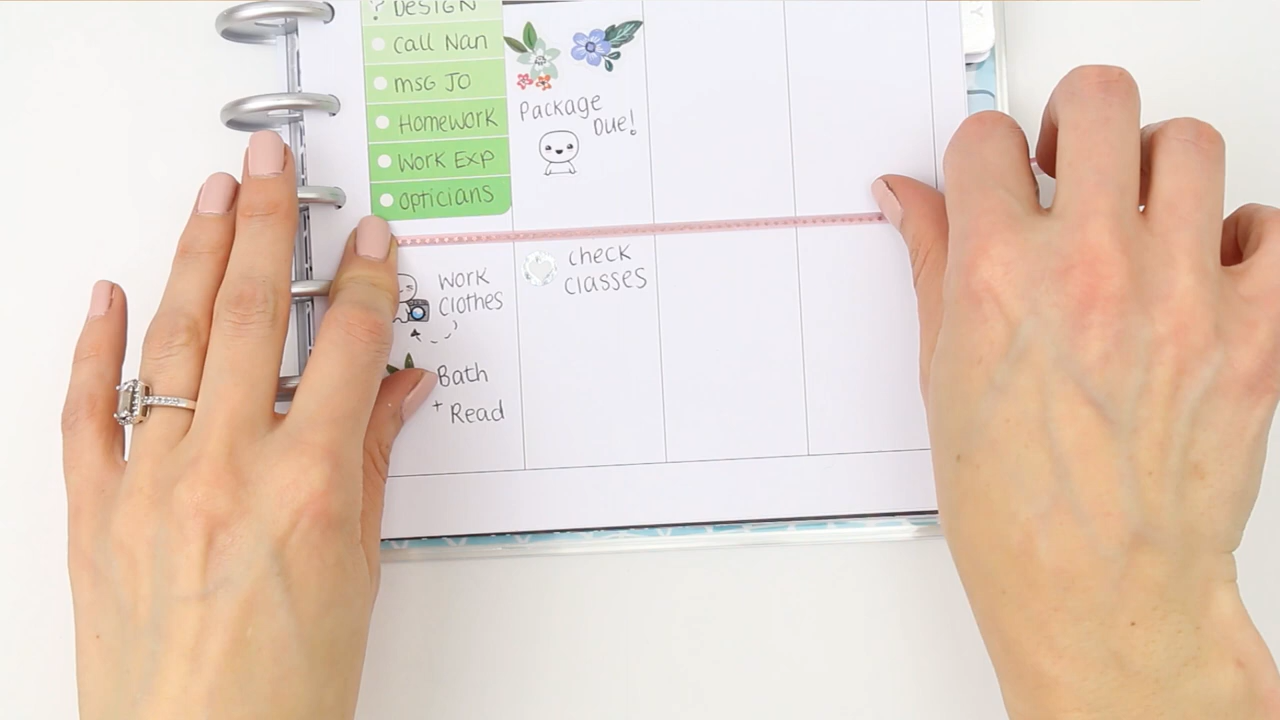 ? DESIGN
Call Nan
msg JO
Homework
Work Exp
Opticians
Package
Due!
Work
clothes
Bath
+ Read
check
classes
Y